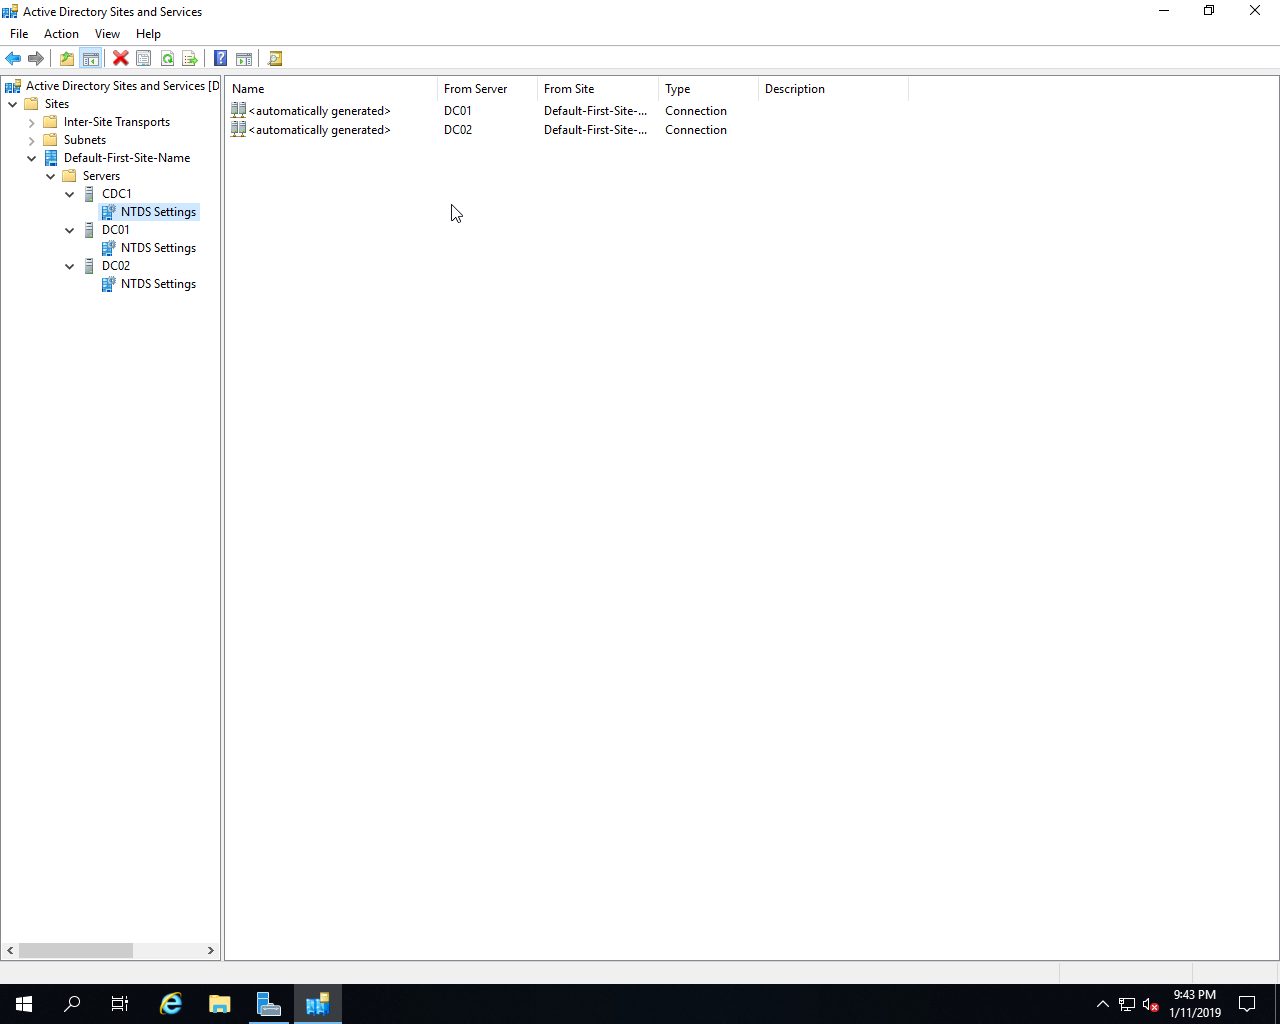 Active Directory Sites and Services
File Action View Help
Active Directory Sites and Services [D
Sites
Inter-Site Transports
Subnets
Default-First-Site-Name
Servers
CDC1
NTDS Settings
DC01
NTDS Settings
DC02
NTDS Settings
Name From Server From Site Type Description
<automatically generated> DC01 Default-First-Site-... Connection
<automatically generated> DC02 Default-First-Site-... Connection
9:43 PM
1/11/2019